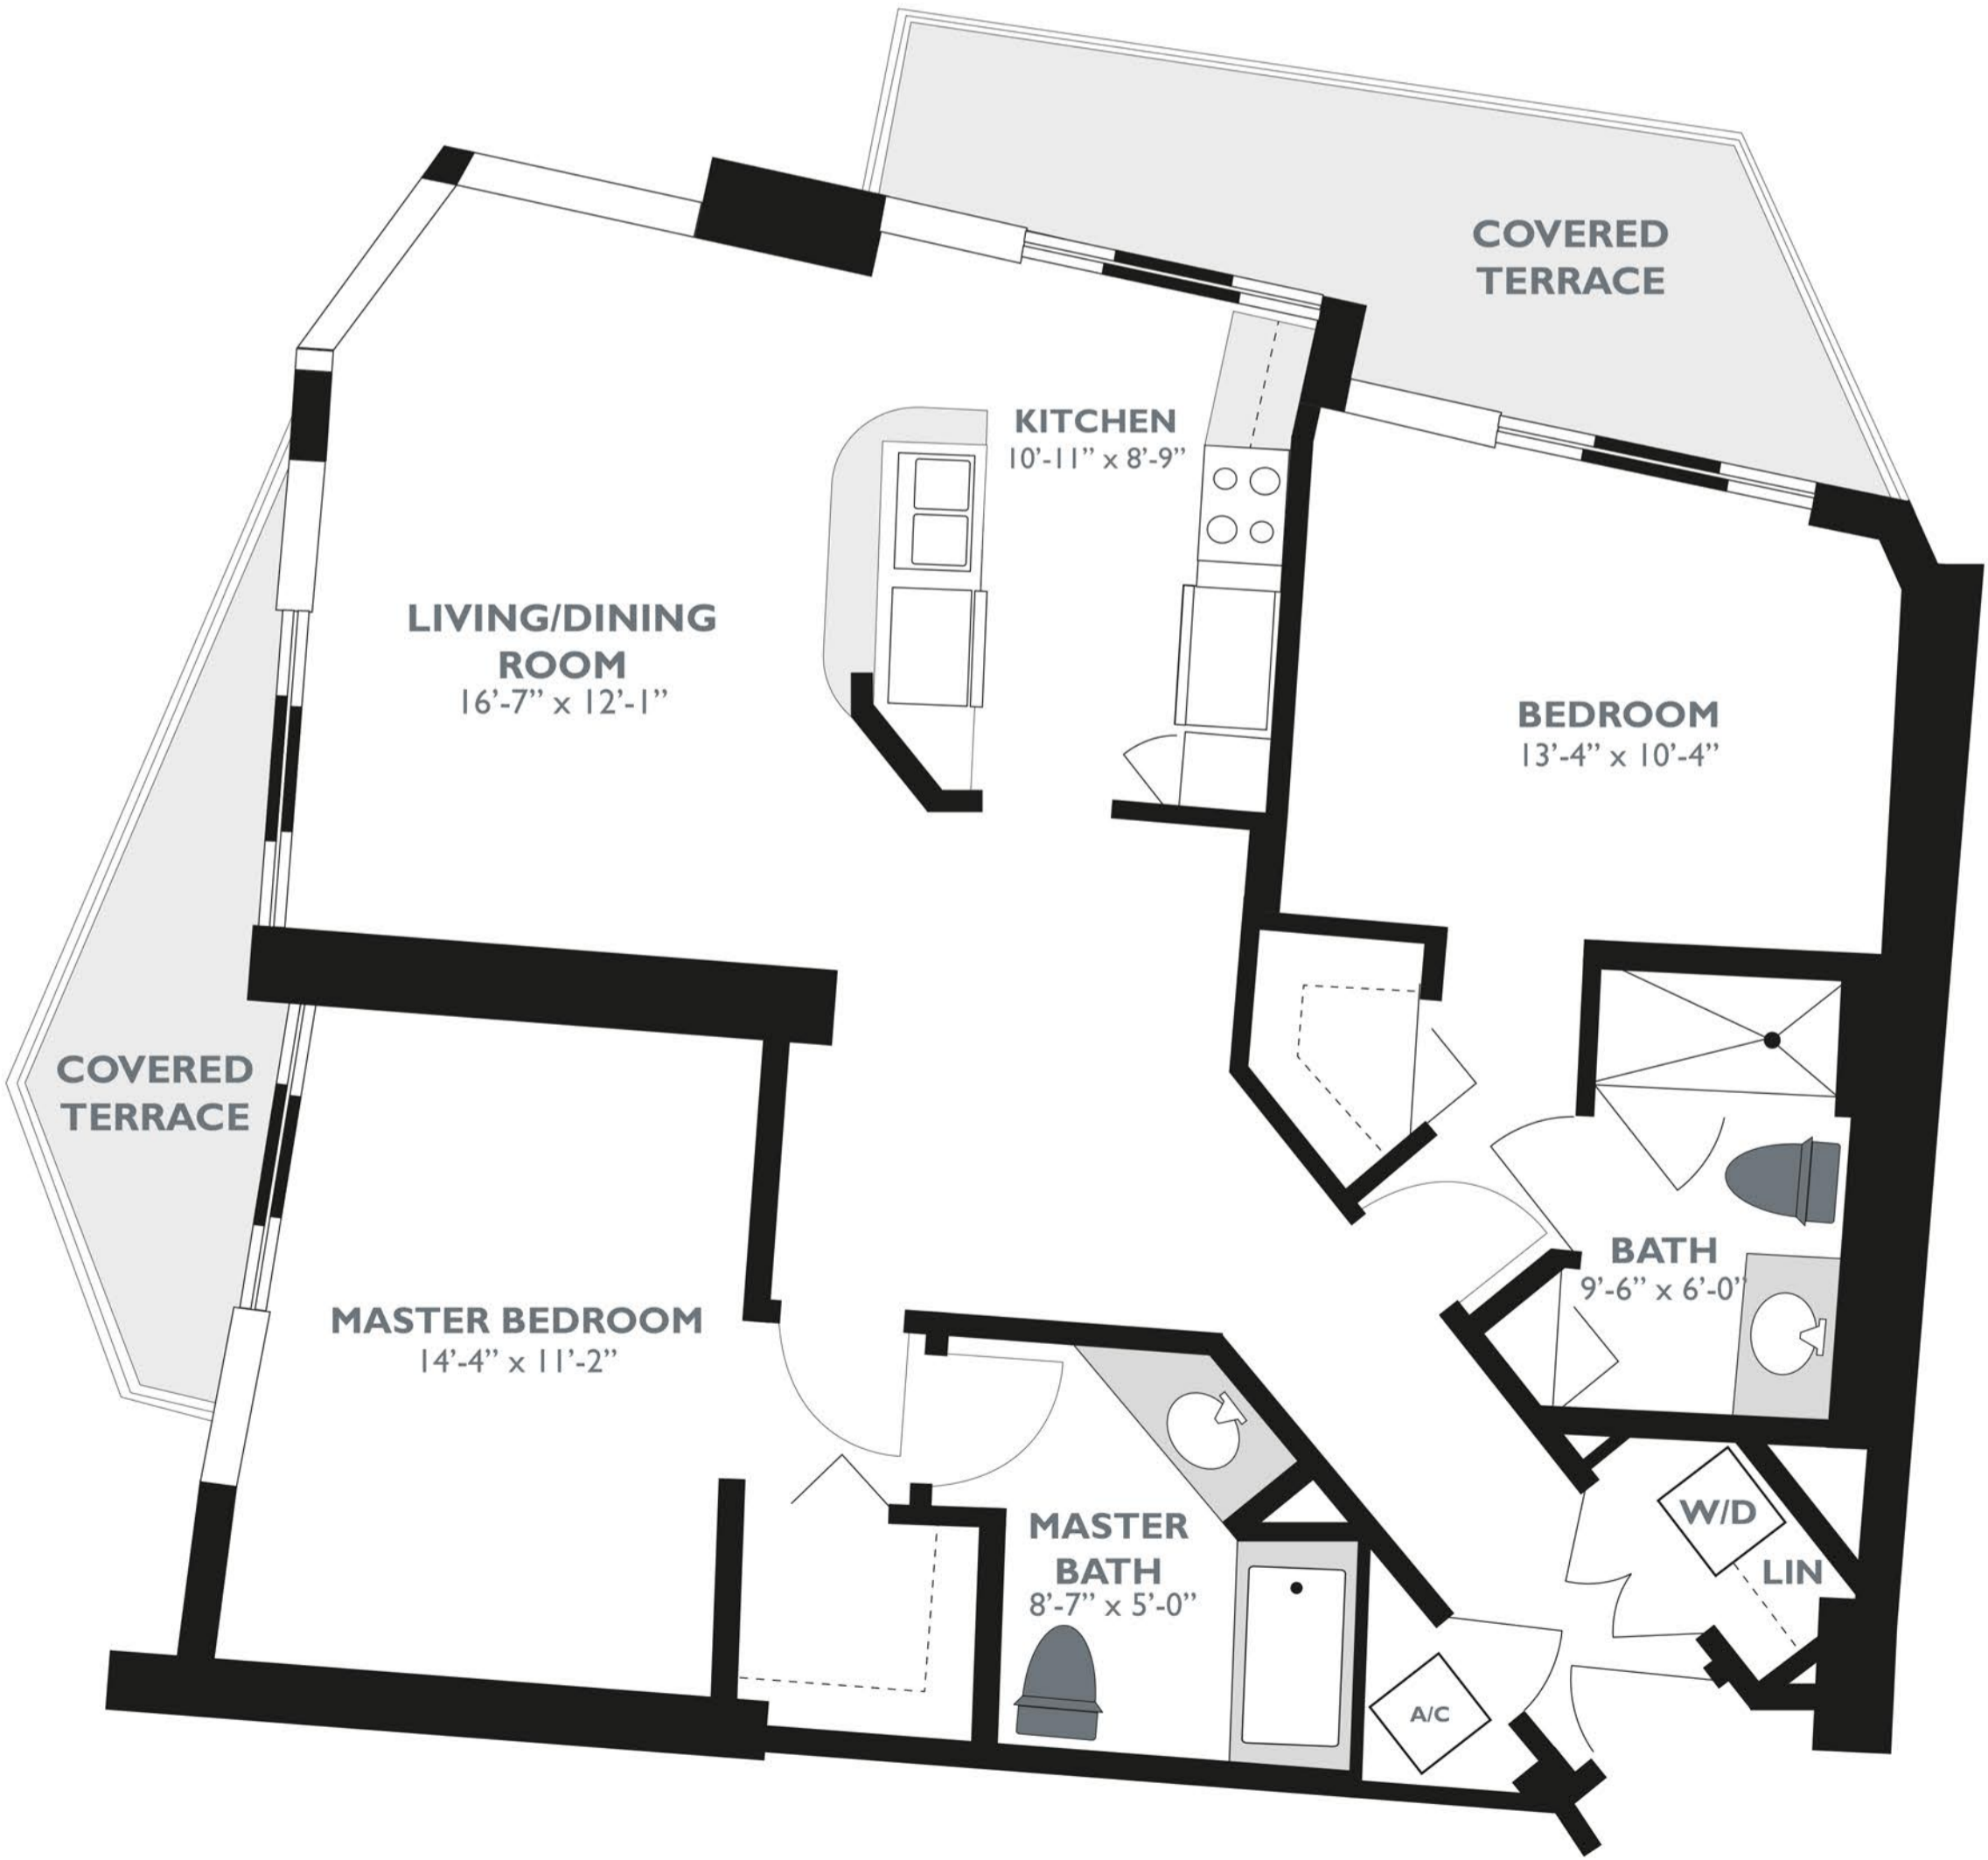 COVERED
TERRACE
KITCHEN
10’-11” x 8’-9”
LIVING/DINING
ROOM
16’-7” x 12’-1”
BEDROOM
13’-4” x 10’-4”
COVERED
TERRACE
BATH
9’-6” x 6’-0”
MASTER BEDROOM
14’-4” x 11’-2”
MASTER
BATH
8’-7” x 5’-0”
W/D
LIN
A/C